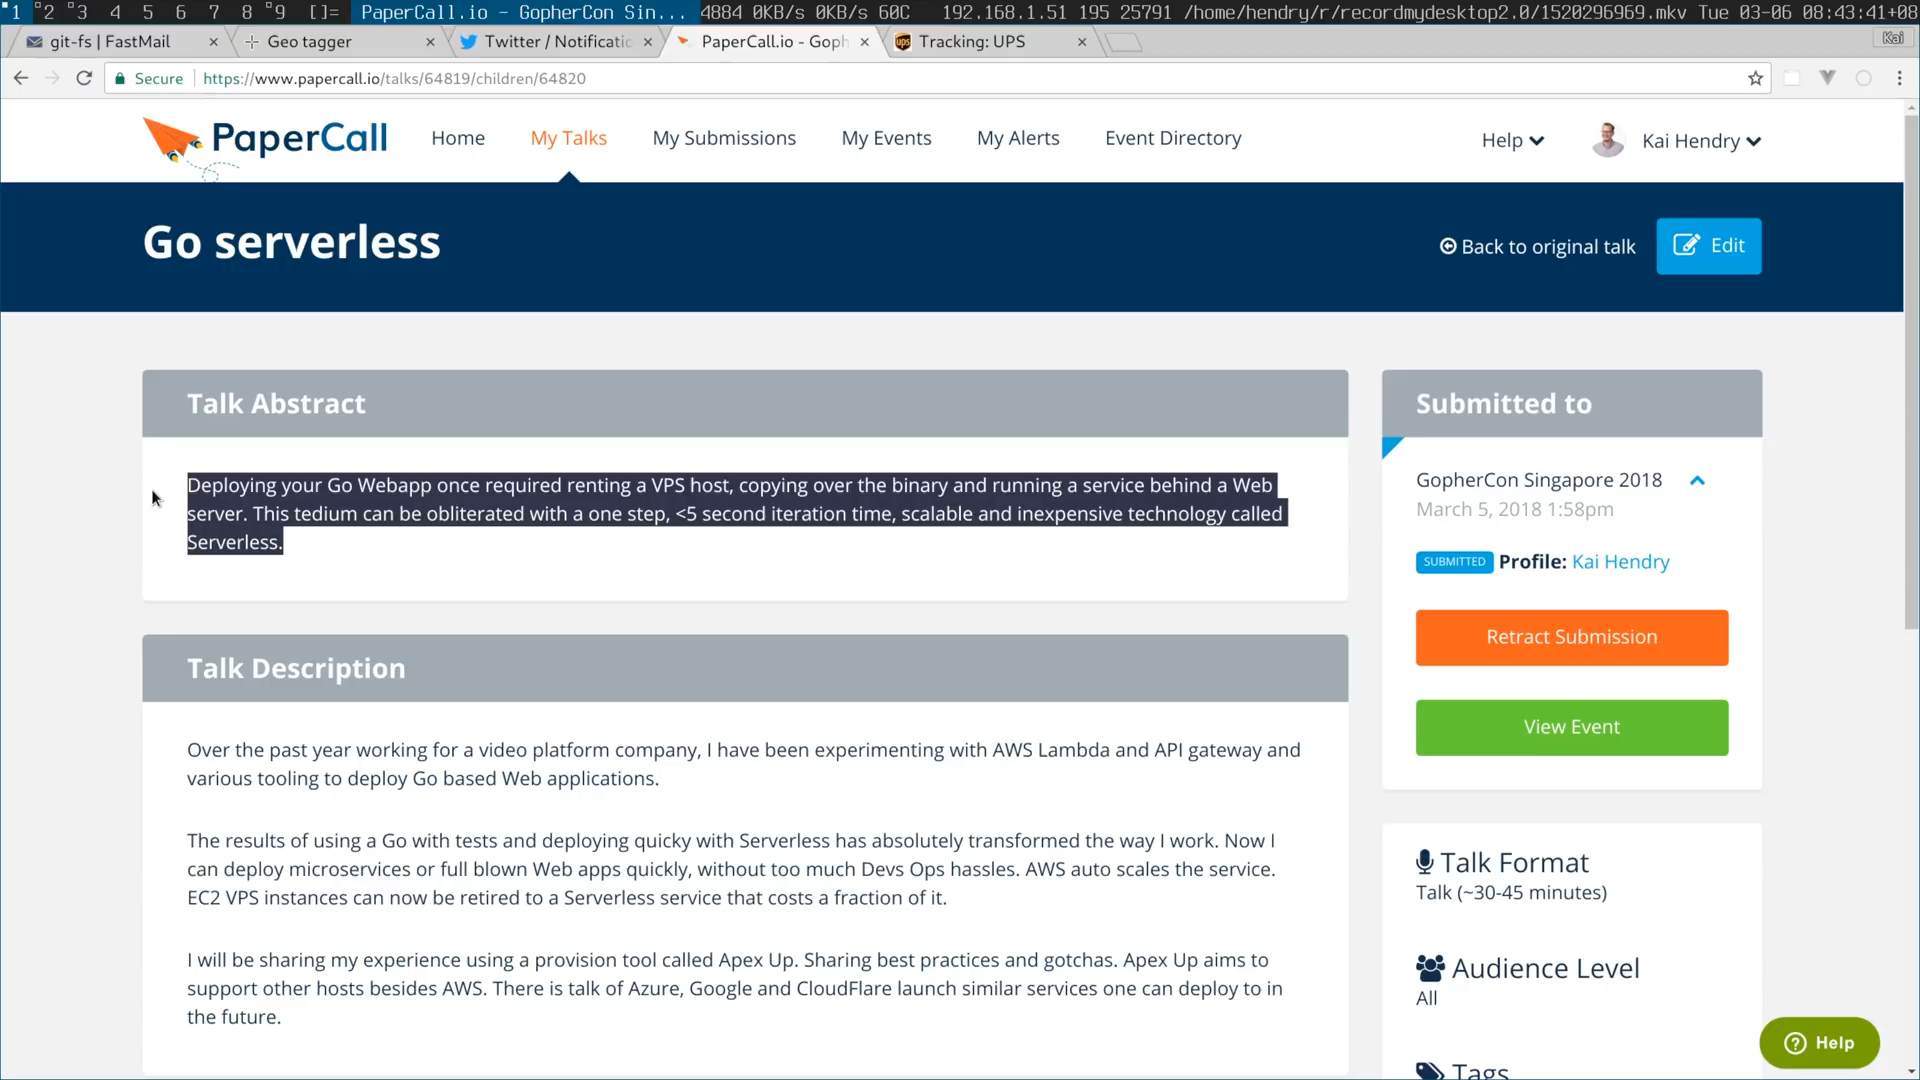 1 2 3 4 5 6 7 8 9 []= PaperCall.io - GopherCon Sin... 4884 0KB/s 0KB/s 60C 192.168.1.51 195 25791 /home/hendry/r/recordmydesktop2.0/1520296969.mkv Tue 03-06 08:43:41+08
git-fs | FastMail Geo tagger Twitter / Notificatio PaperCall.io - Goph Tracking: UPS Kai
Secure https://www.papercall.io/talks/64819/children/64820
PaperCall Home My Talks My Submissions My Events My Alerts Event Directory Help Kai Hendry
Go serverless Back to original talk Edit
Talk Abstract
Deploying your Go Webapp once required renting a VPS host, copying over the binary and running a service behind a Web
server. This tedium can be obliterated with a one step, <5 second iteration time, scalable and inexpensive technology called
Serverless.
Talk Description
Over the past year working for a video platform company, I have been experimenting with AWS Lambda and API gateway and
various tooling to deploy Go based Web applications.
The results of using a Go with tests and deploying quicky with Serverless has absolutely transformed the way I work. Now I
can deploy microservices or full blown Web apps quickly, without too much Devs Ops hassles. AWS auto scales the service.
EC2 VPS instances can now be retired to a Serverless service that costs a fraction of it.
I will be sharing my experience using a provision tool called Apex Up. Sharing best practices and gotchas. Apex Up aims to
support other hosts besides AWS. There is talk of Azure, Google and CloudFlare launch similar services one can deploy to in
the future.
Submitted to
GopherCon Singapore 2018
March 5, 2018 1:58pm
SUBMITTED Profile: Kai Hendry
Retract Submission
View Event
Talk Format
Talk (~30-45 minutes)
Audience Level
All
Tags
Help